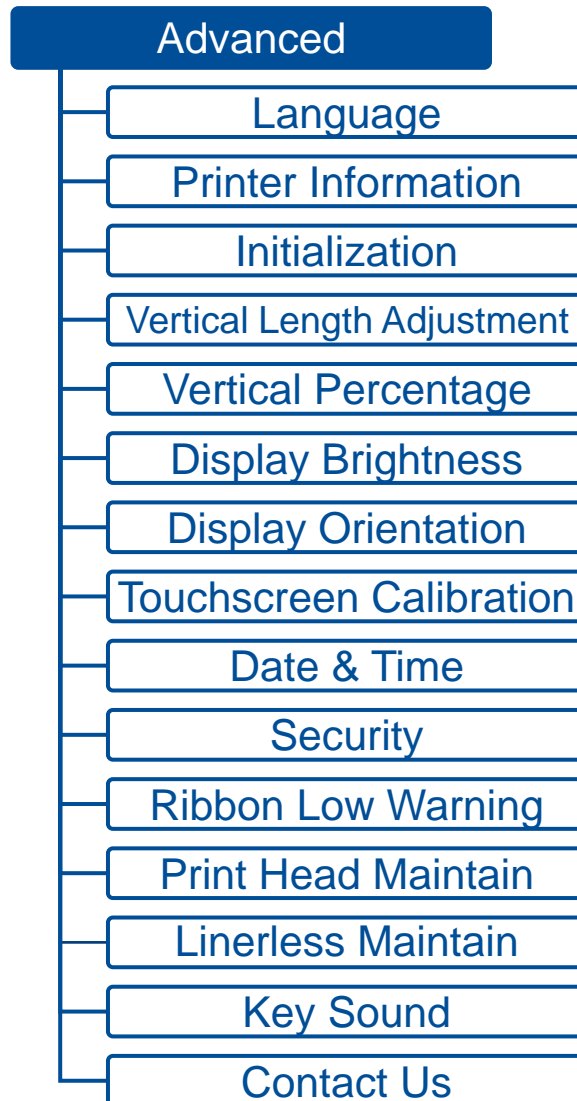 Advanced
Language
Printer Information
Initialization
Vertical Length Adjustment
Vertical Percentage
Display Brightness
Display Orientation
Touchscreen Calibration
Date & Time
Security
Ribbon Low Warning
Print Head Maintain
Linerless Maintain
Key Sound
Contact Us